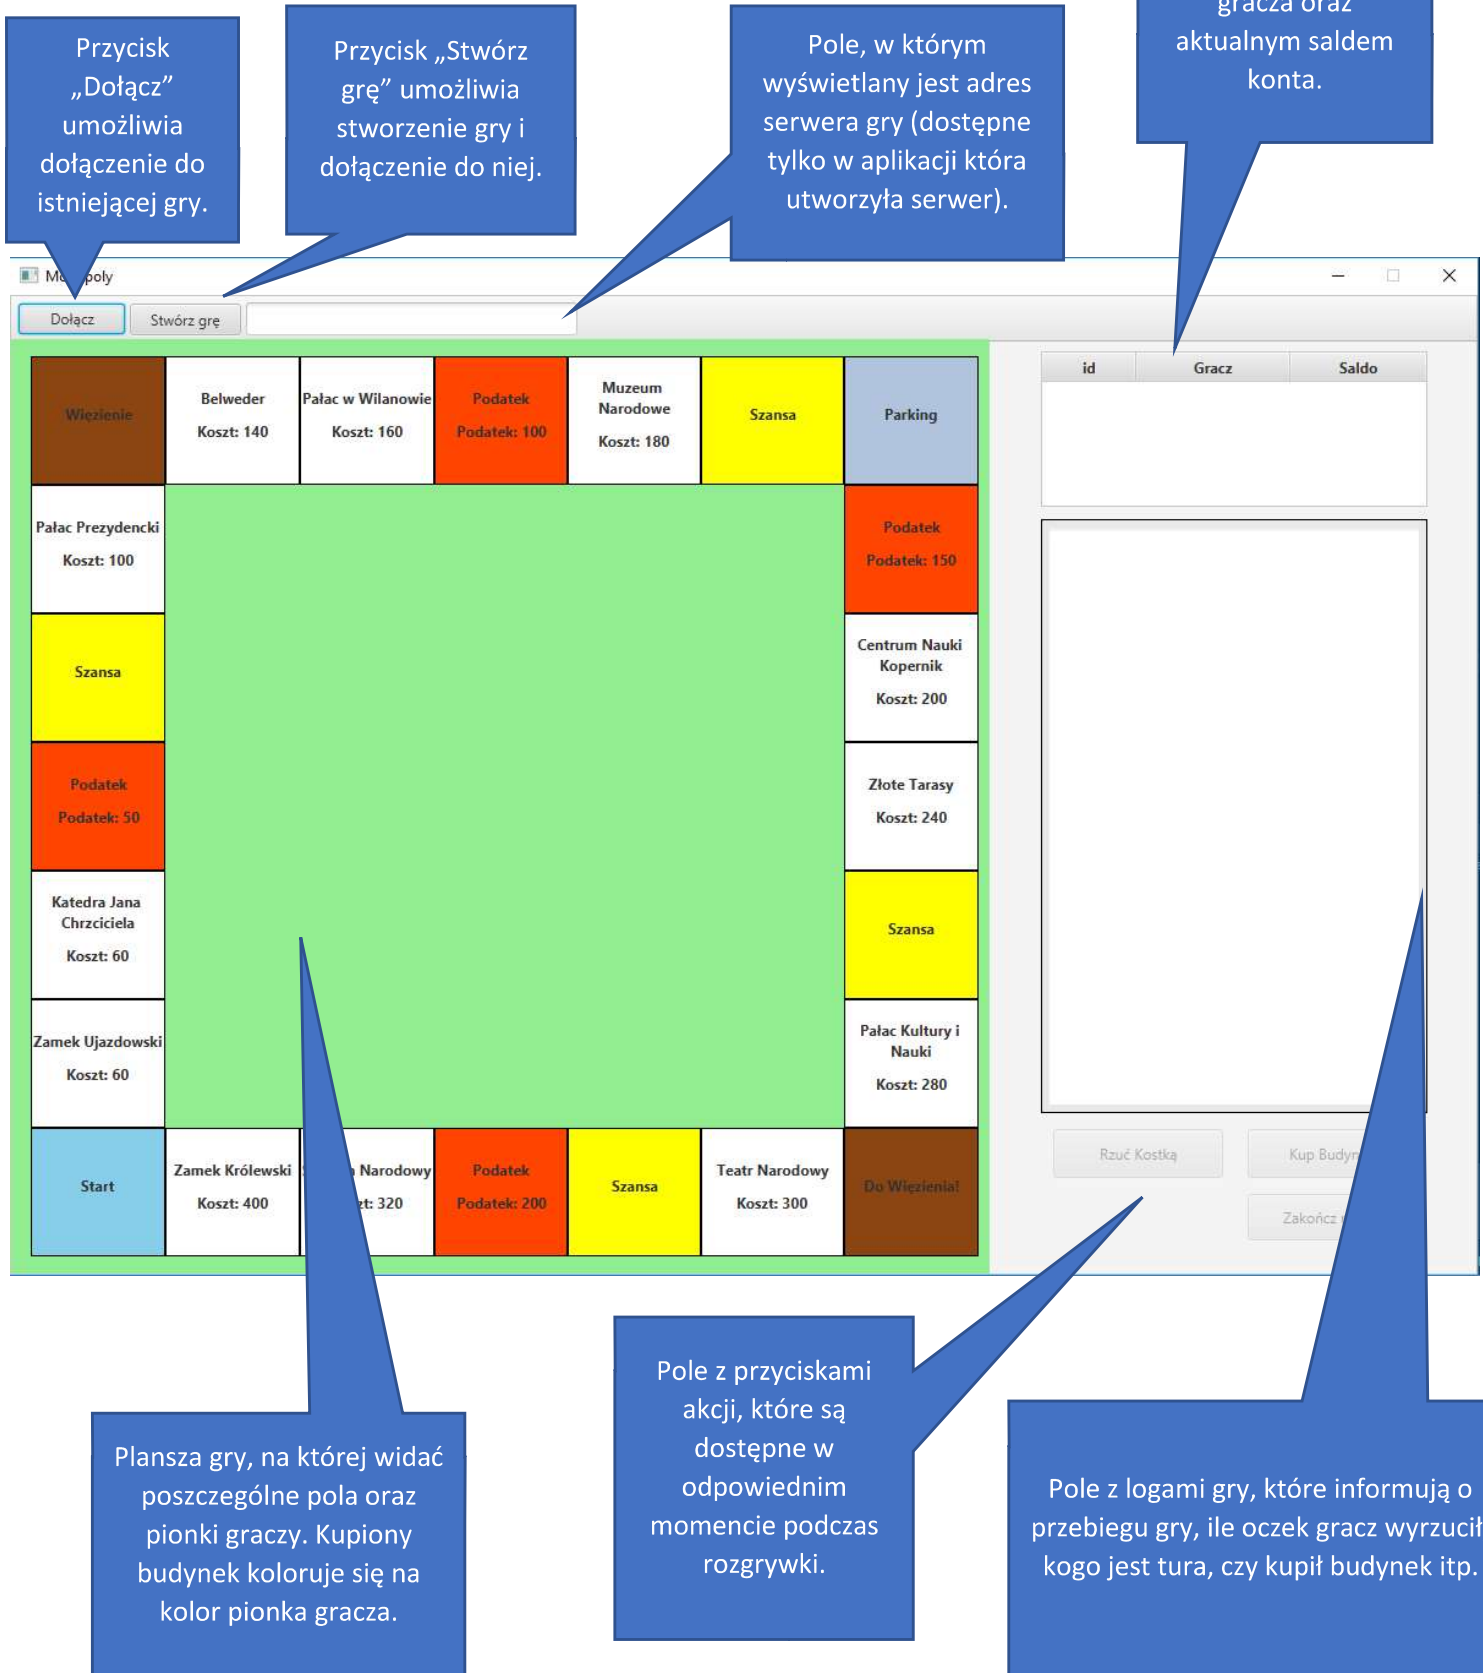 Przycisk
„Dołącz”
umożliwia
dołączenie do
istniejącej gry.
Przycisk „Stwórz
grę” umożliwia
stworzenie gry i
dołączenie do niej.
Pole, w którym
wyświetlany jest adres
serwera gry (dostępne
tylko w aplikacji która
utworzyła serwer).
gracza oraz
aktualnym saldem
konta.
Dołącz
Stwórz grę
id
Gracz
Saldo
Więzienie
Belweder
Koszt: 140
Pałac w Wilanowie
Koszt: 160
Podatek
Podatek: 100
Muzeum
Narodowe
Koszt: 180
Szansa
Parking
Pałac Prezydencki
Koszt: 100
Podatek
Podatek: 150
Szansa
Centrum Nauki
Kopernik
Koszt: 200
Podatek
Podatek: 50
Złote Tarasy
Koszt: 240
Katedra Jana
Chrzciciela
Koszt: 60
Szansa
Zamek Ujazdowski
Koszt: 60
Pałac Kultury i
Nauki
Koszt: 280
Start
Zamek Królewski
Koszt: 400
Narodowy
320
Podatek
Podatek: 200
Szansa
Teatr Narodowy
Koszt: 300
Do Więzienia!
Rzuć Kostką
Kup
Zakończ
Plansza gry, na której widać
poszczególne pola oraz
pionki graczy. Kupiony
budynek koloruje się na
kolor pionka gracza.
Pole z przyciskami
akcji, które są
dostępne w
odpowiednim
momencie podczas
rozgrywki.
Pole z logami gry, które informują o
przebiegu gry, ile oczek gracz wyrzucił
kogo jest tura, czy kupił budynek itp.